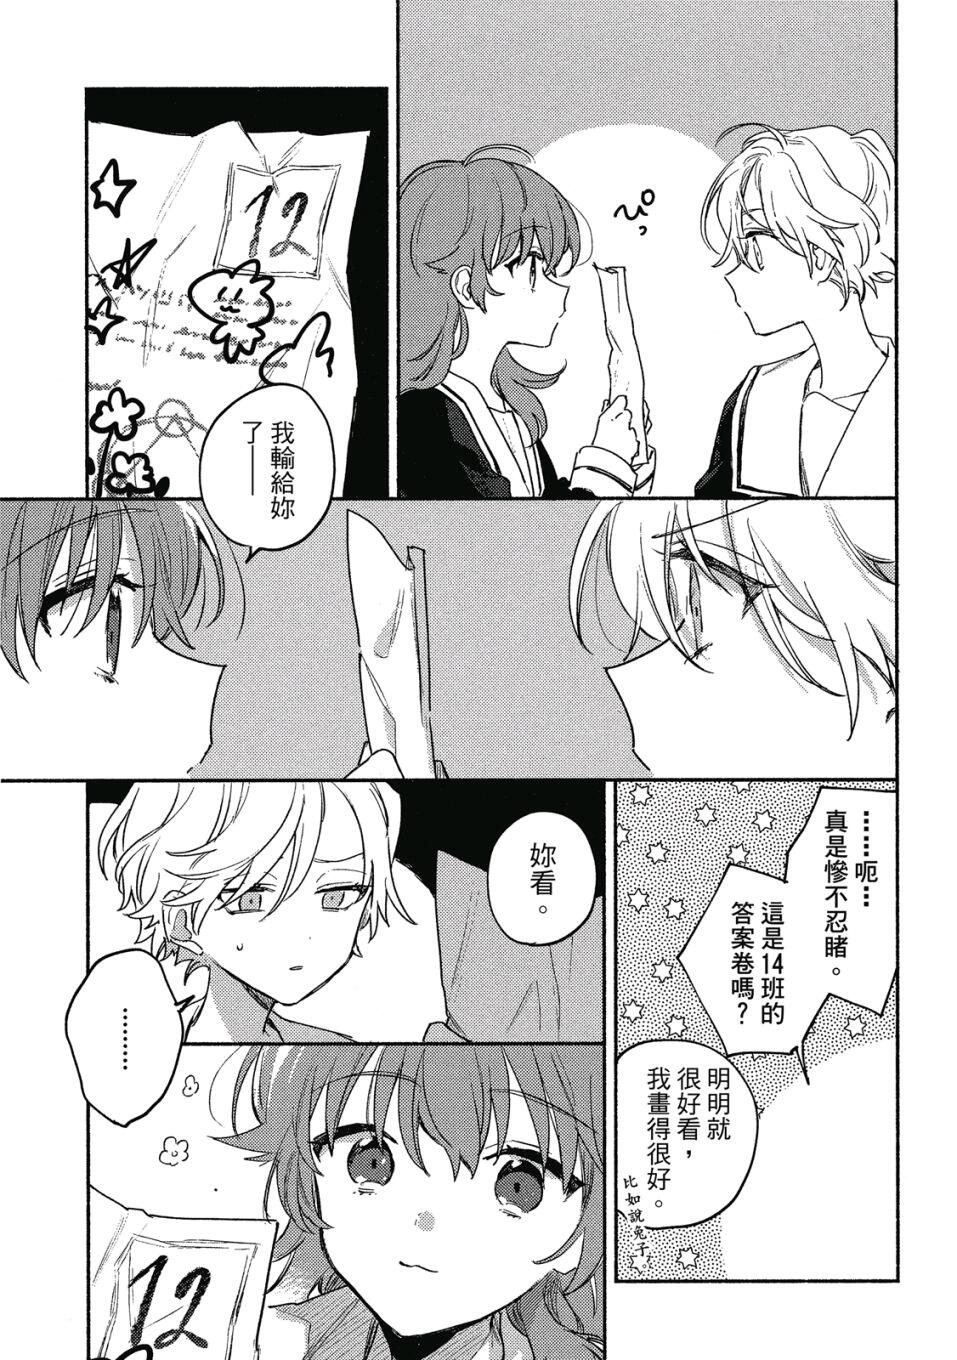 ぴ
12
我輸給妳
了——
……呃…
真是慘不忍睹。
這是14班的
答案卷嗎？
明明就
很好看，
我畫得很好。
比如說兔子。
妳看。
………
12